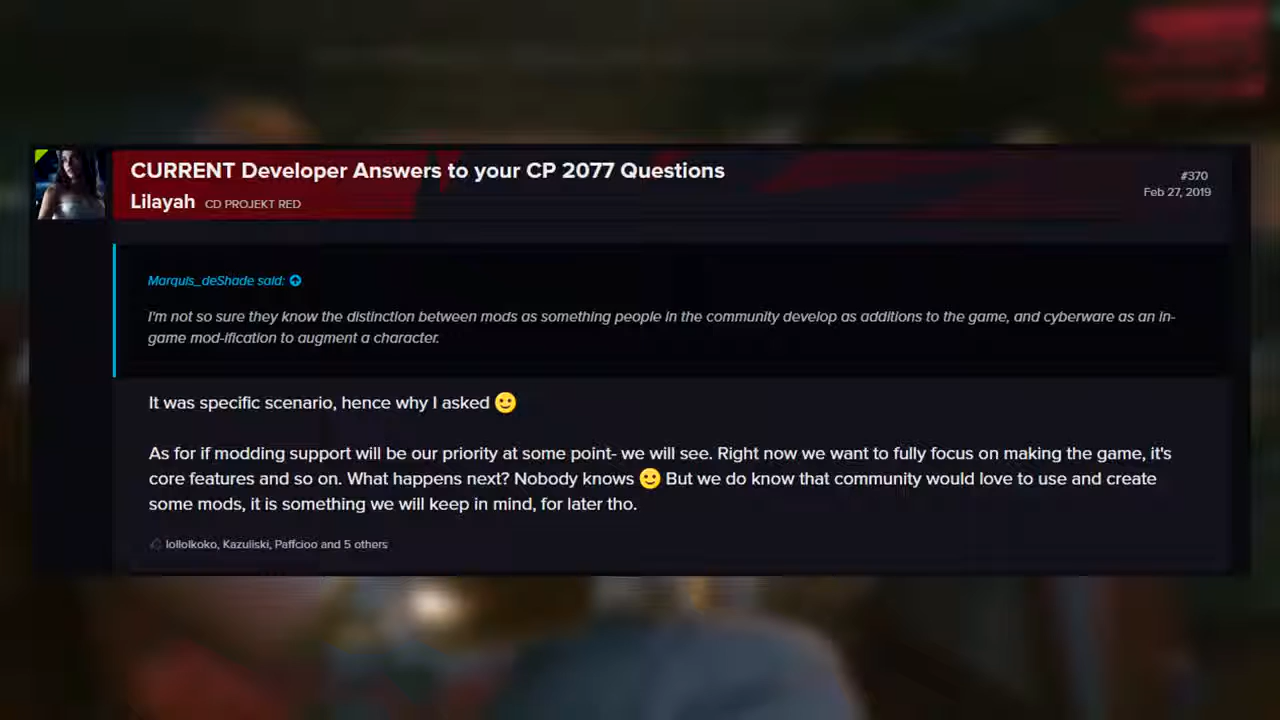 CURRENT Developer Answers to your CP 2077 Questions
Lilayah CD PROJEKT RED
#370
Feb 27, 2019
Marquis_deShade said:
I'm not so sure they know the distinction between mods as something people in the community develop as additions to the game, and cyberware as an in-
game mod-ification to augment a character.
It was specific scenario, hence why I asked 🙂
As for if modding support will be our priority at some point- we will see. Right now we want to fully focus on making the game, it's
core features and so on. What happens next? Nobody knows 🙂 But we do know that community would love to use and create
some mods, it is something we will keep in mind, for later tho.
lollolkoko, Kazuliski, Paffcioo and 5 others